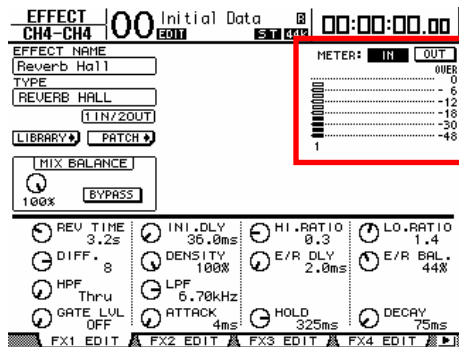 EFFECT
CH4-CH4
00 Initial Data R
EDIT ST 44k
00:00:00.00
EFFECT NAME
Reverb Hall
TYPE
REVERB HALL
1IN/2OUT
LIBRARY PATCH
MIX BALANCE
100% BYPASS
METER: IN OUT
OVER
0
- 6
-12
-18
-30
-48
1
REV TIME 3.2s
INI.DLY 36.0ms
HI.RATIO 0.3
LO.RATIO 1.4
DIFF. 8
DENSITY 100%
E/R DLY 2.0ms
E/R BAL. 44%
HPF Thru
LPF 6.70kHz
GATE LVL OFF
ATTACK 4ms
HOLD 325ms
DECAY 75ms
FX1 EDIT FX2 EDIT FX3 EDIT FX4 EDIT